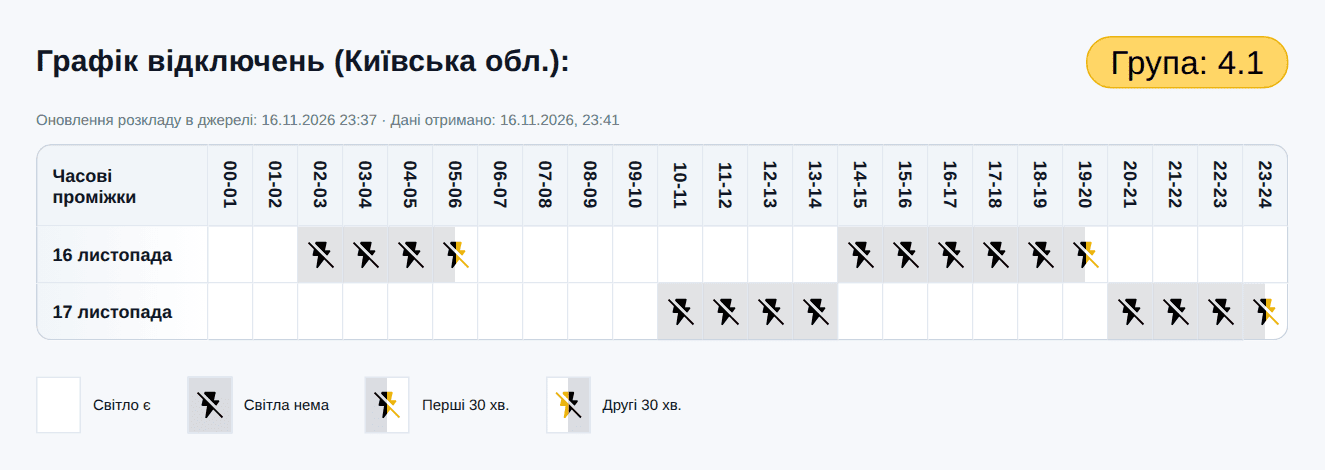 Графік відключень (Київська обл.):
Група: 4.1
Оновлення розкладу в джерелі: 16.11.2026 23:37 · Дані отримано: 16.11.2026, 23:41
Часові
проміжки
00-01
01-02
02-03
03-04
04-05
05-06
06-07
07-08
08-09
09-10
10-11
11-12
12-13
13-14
14-15
15-16
16-17
17-18
18-19
19-20
20-21
21-22
22-23
23-24
16 листопада
17 листопада
Світло є
Світла нема
Перші 30 хв.
Другі 30 хв.